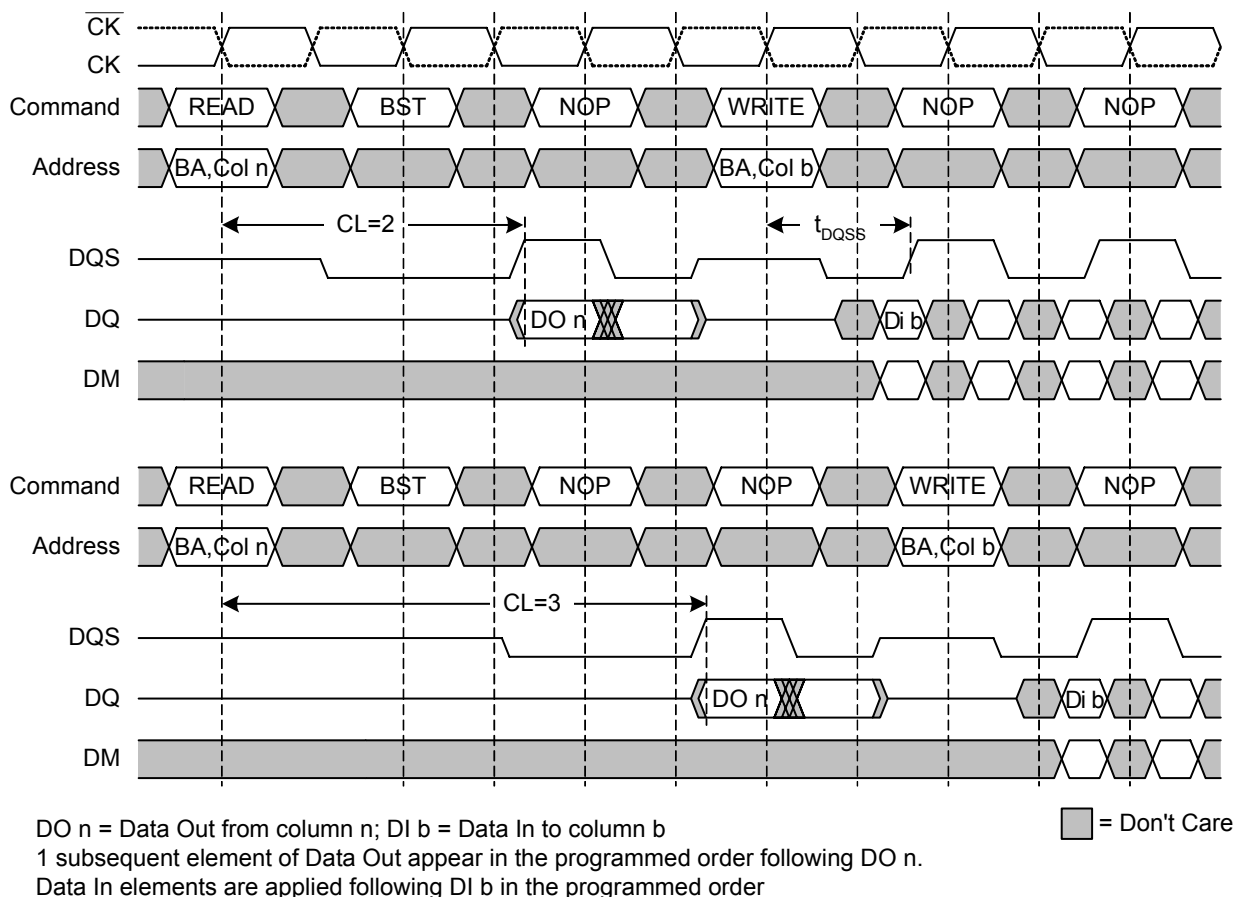 CK
CK
Command READ BST NOP WRITE NOP NOP
Address BA,Col n BA,Col b
CL=2 tDQSS
DQS
DQ DO n Di b
DM
Command READ BST NOP NOP WRITE NOP
Address BA,Col n BA,Col b
CL=3
DQS
DQ DO n Di b
DM
DO n = Data Out from column n; DI b = Data In to column b
= Don't Care
1 subsequent element of Data Out appear in the programmed order following DO n.
Data In elements are applied following DI b in the programmed order